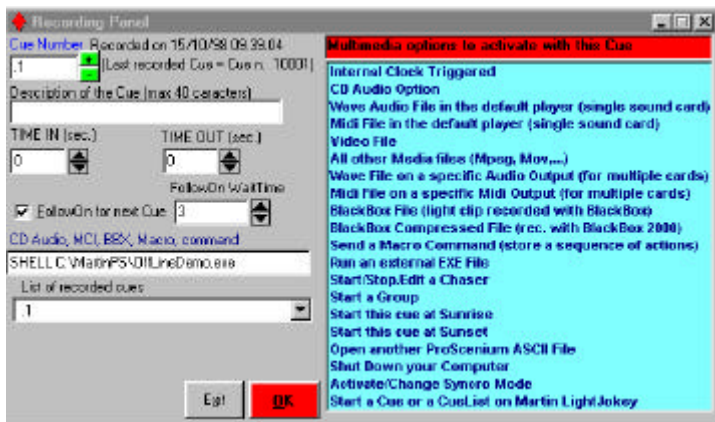 Recording Panel
Cue Number Recorded on 15/10/98 09.39.04
.1 + - (Last recorded Cue = Cue n. 10001)
Description of the Cue (max 40 caracters)
TIME IN (sec.) TIME OUT (sec.)
0 0
FollowOn WaitTime
FollowOn for next Cue 3
CD Audio, MCI, BBX, Macro, command
SHELL C:\MartinPS\OffLineDemo.exe
List of recorded cues
.1
Exit OK
Multimedia options to activate with this Cue
Internal Clock Triggered
CD Audio Option
Wave Audio File in the default player (single sound card)
Midi File in the default player (single sound card)
Video File
All other Media files (Mpeg, Mov,...)
Wave File on a specific Audio Output (for multiple cards)
Midi File on a specific Midi Output (for multiple cards)
BlackBox File (light clip recorded with BlackBox)
BlackBox Compressed File (rec. with BlackBox 2000)
Send a Macro Command (store a sequence of actions)
Run an external EXE File
Start/Stop.Edit a Chaser
Start a Group
Start this cue at Sunrise
Start this cue at Sunset
Open another ProScenium ASCII File
Shut Down your Computer
Activate/Change Syncro Mode
Start a Cue or a CueList on Martin LightJokey